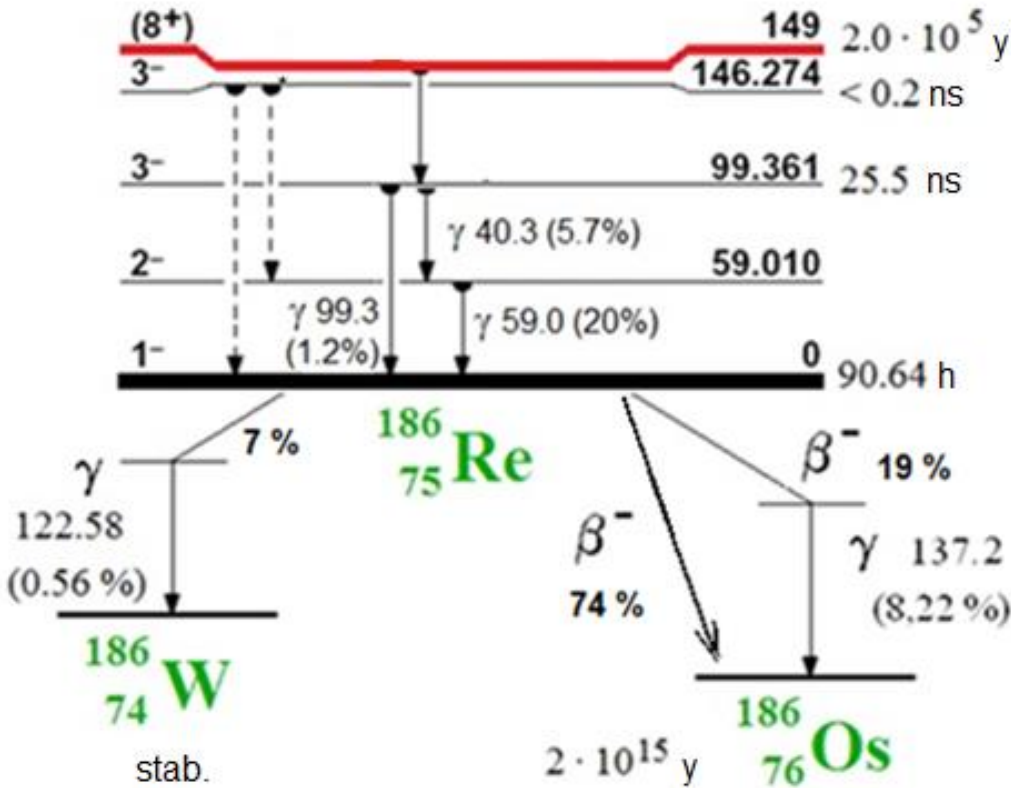 (8⁺) 149 2.0 · 10⁵ y
3⁻ 146.274 < 0.2 ns
3⁻ 99.361 25.5 ns
γ 40.3 (5.7%)
2⁻ 59.010
γ 99.3
(1.2%)
γ 59.0 (20%)
1⁻ 0 90.64 h
7 %
186
75 Re
γ
122.58
(0.56 %)
β⁻ 19 %
β⁻
74 %
γ 137.2
(8,22 %)
186
74 W
stab.
186
76 Os
2 · 10¹⁵ y